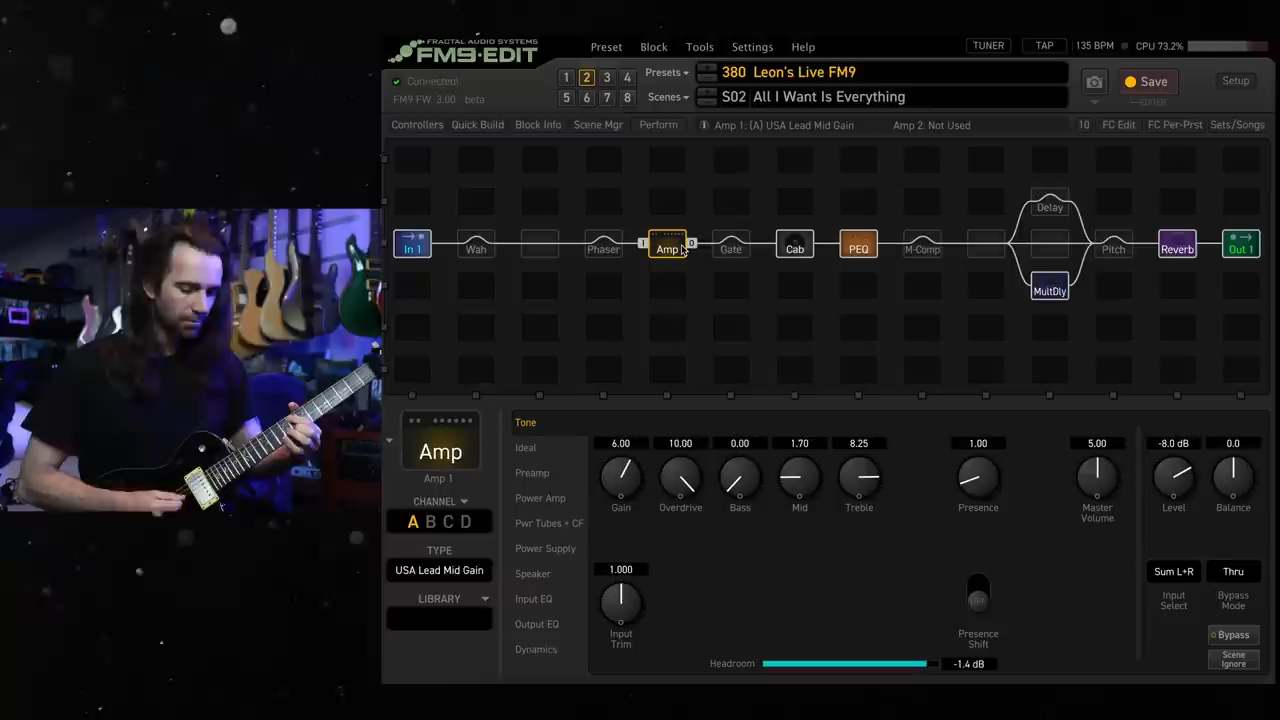 FRACTAL AUDIO SYSTEMS
FM9-EDIT
Preset Block Tools Settings Help
TUNER TAP 135 BPM CPU 73.2%
Connected!
FM9 FW 3.00 beta
1 2 3 4
5 6 7 8
Presets 380 Leon's Live FM9
Scenes S02 All I Want Is Everything
Save
EDITED
Setup
Controllers Quick Build Block Info Scene Mgr Perform
Amp 1: (A) USA Lead Mid Gain Amp 2: Not Used
10 FC Edit FC Per-Prst Sets/Songs
Delay
In 1 Wah Phaser I Amp O Gate Cab PEQ M-Comp Pitch Reverb Out 1
MultDly
Amp
Amp 1
CHANNEL
A B C D
TYPE
USA Lead Mid Gain
LIBRARY
Tone
Ideal
Preamp
Power Amp
Pwr Tubes + CF
Power Supply
Speaker
Input EQ
Output EQ
Dynamics
6.00 10.00 0.00 1.70 8.25 1.00 5.00 -8.0 dB 0.0
Gain Overdrive Bass Mid Treble Presence Master Volume Level Balance
1.000
Input Trim
OFF
Presence Shift
Sum L+R Thru
Input Select
Bypass Mode
Bypass
Scene Ignore
Headroom -1.4 dB